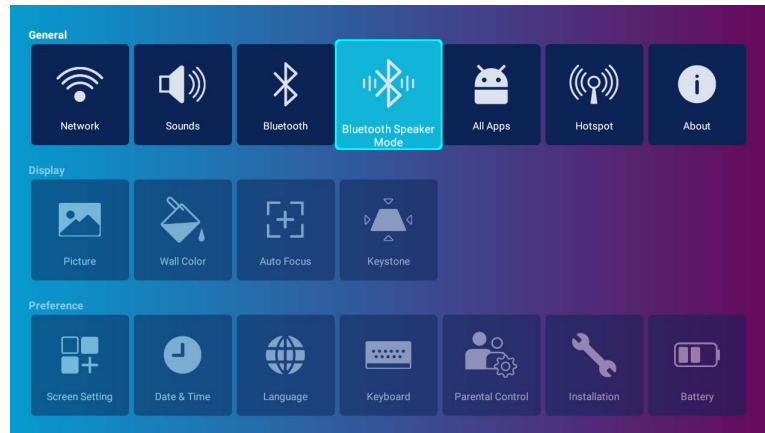 General
Network
Sounds
Bluetooth
Bluetooth Speaker
Mode
All Apps
Hotspot
About
Display
Picture
Wall Color
Auto Focus
Keystone
Preference
Screen Setting
Date & Time
Language
Keyboard
Parental Control
Installation
Battery